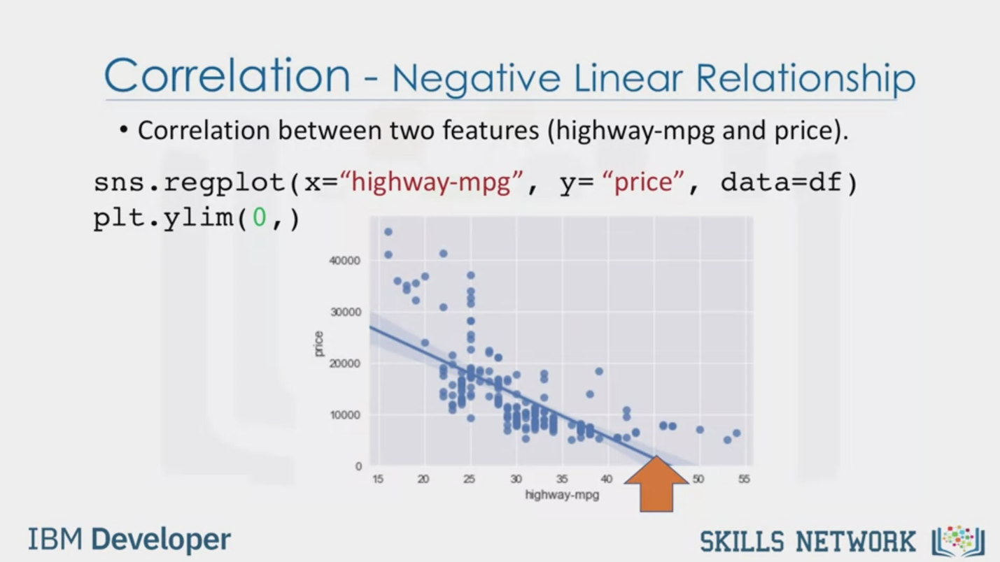 Correlation - Negative Linear Relationship
• Correlation between two features (highway-mpg and price).
sns.regplot(x=“highway-mpg”, y= “price”, data=df)
plt.ylim(0,)
40000
30000
20000
10000
0
price
15 20 25 30 35 40 50 55
highway-mpg
IBM Developer
SKILLS NETWORK